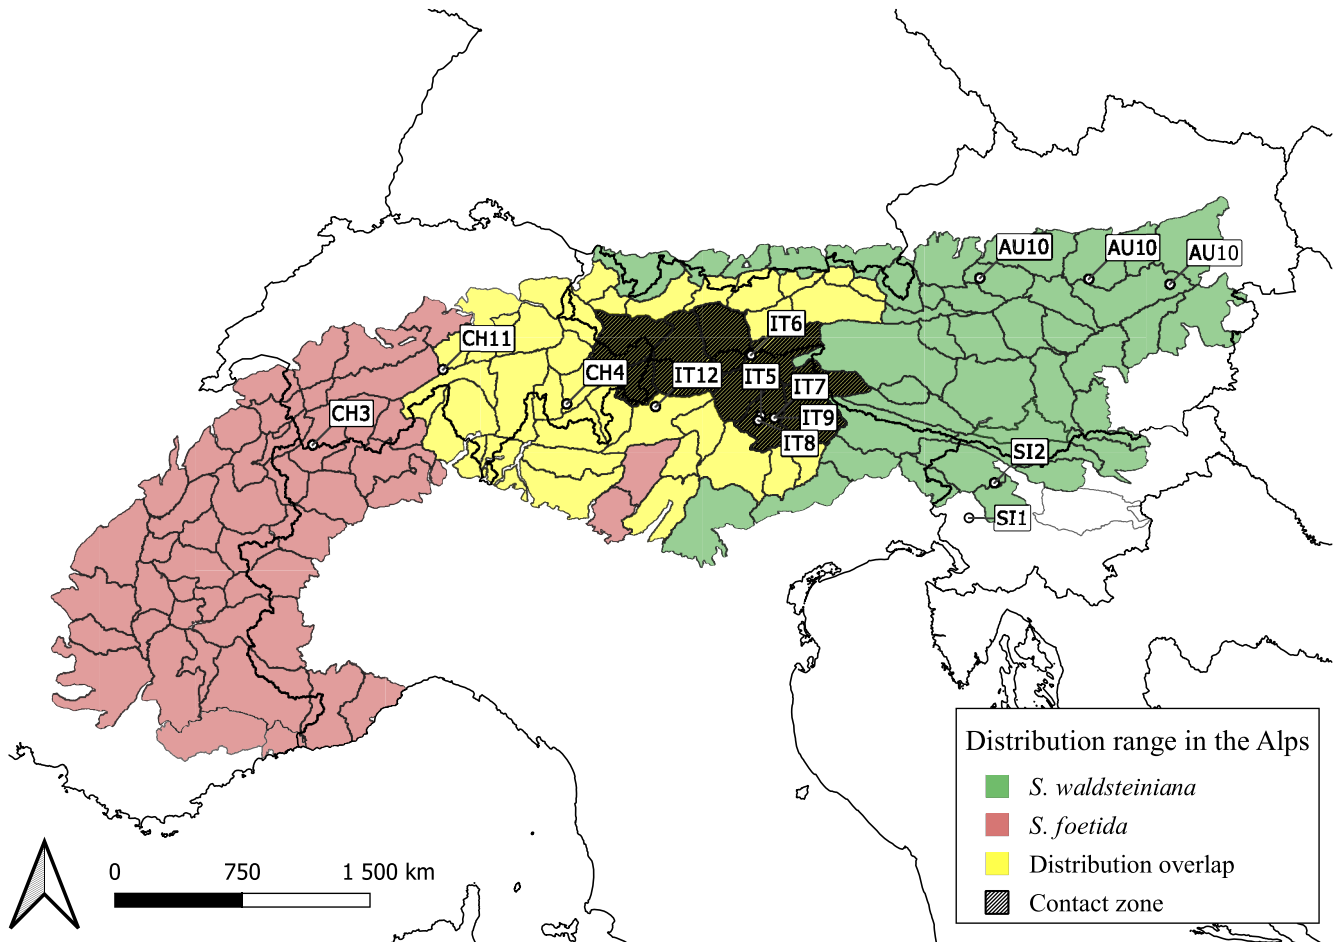 AU10
AU10
AU10
IT6
CH11
CH4
IT12
IT5
IT7
CH3
IT9
IT8
SI2
SI1
Distribution range in the Alps
S. waldsteiniana
S. foetida
Distribution overlap
Contact zone
0 750 1 500 km